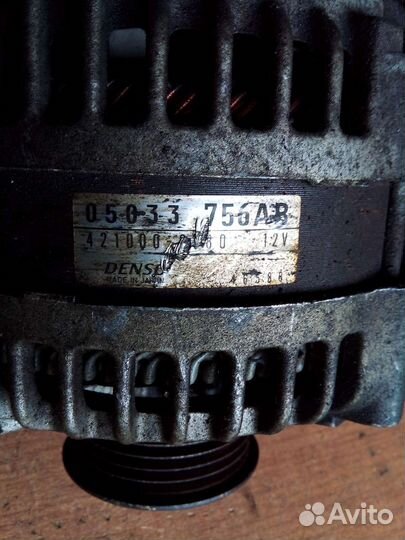 05033 756AB
421000 12V
DENSO
MADE IN JAPAN
Avito